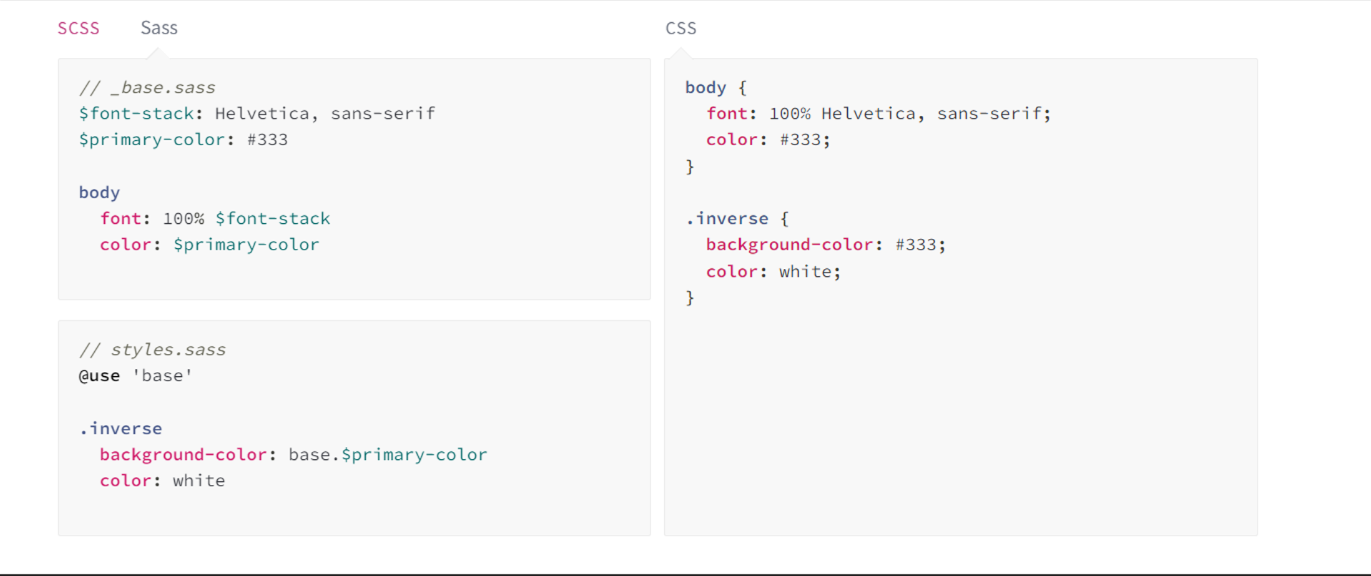 SCSS Sass
// _base.sass
$font-stack: Helvetica, sans-serif
$primary-color: #333
body
font: 100% $font-stack
color: $primary-color
// styles.sass
@use 'base'
.inverse
background-color: base.$primary-color
color: white
CSS
body {
font: 100% Helvetica, sans-serif;
color: #333;
}
.inverse {
background-color: #333;
color: white;
}